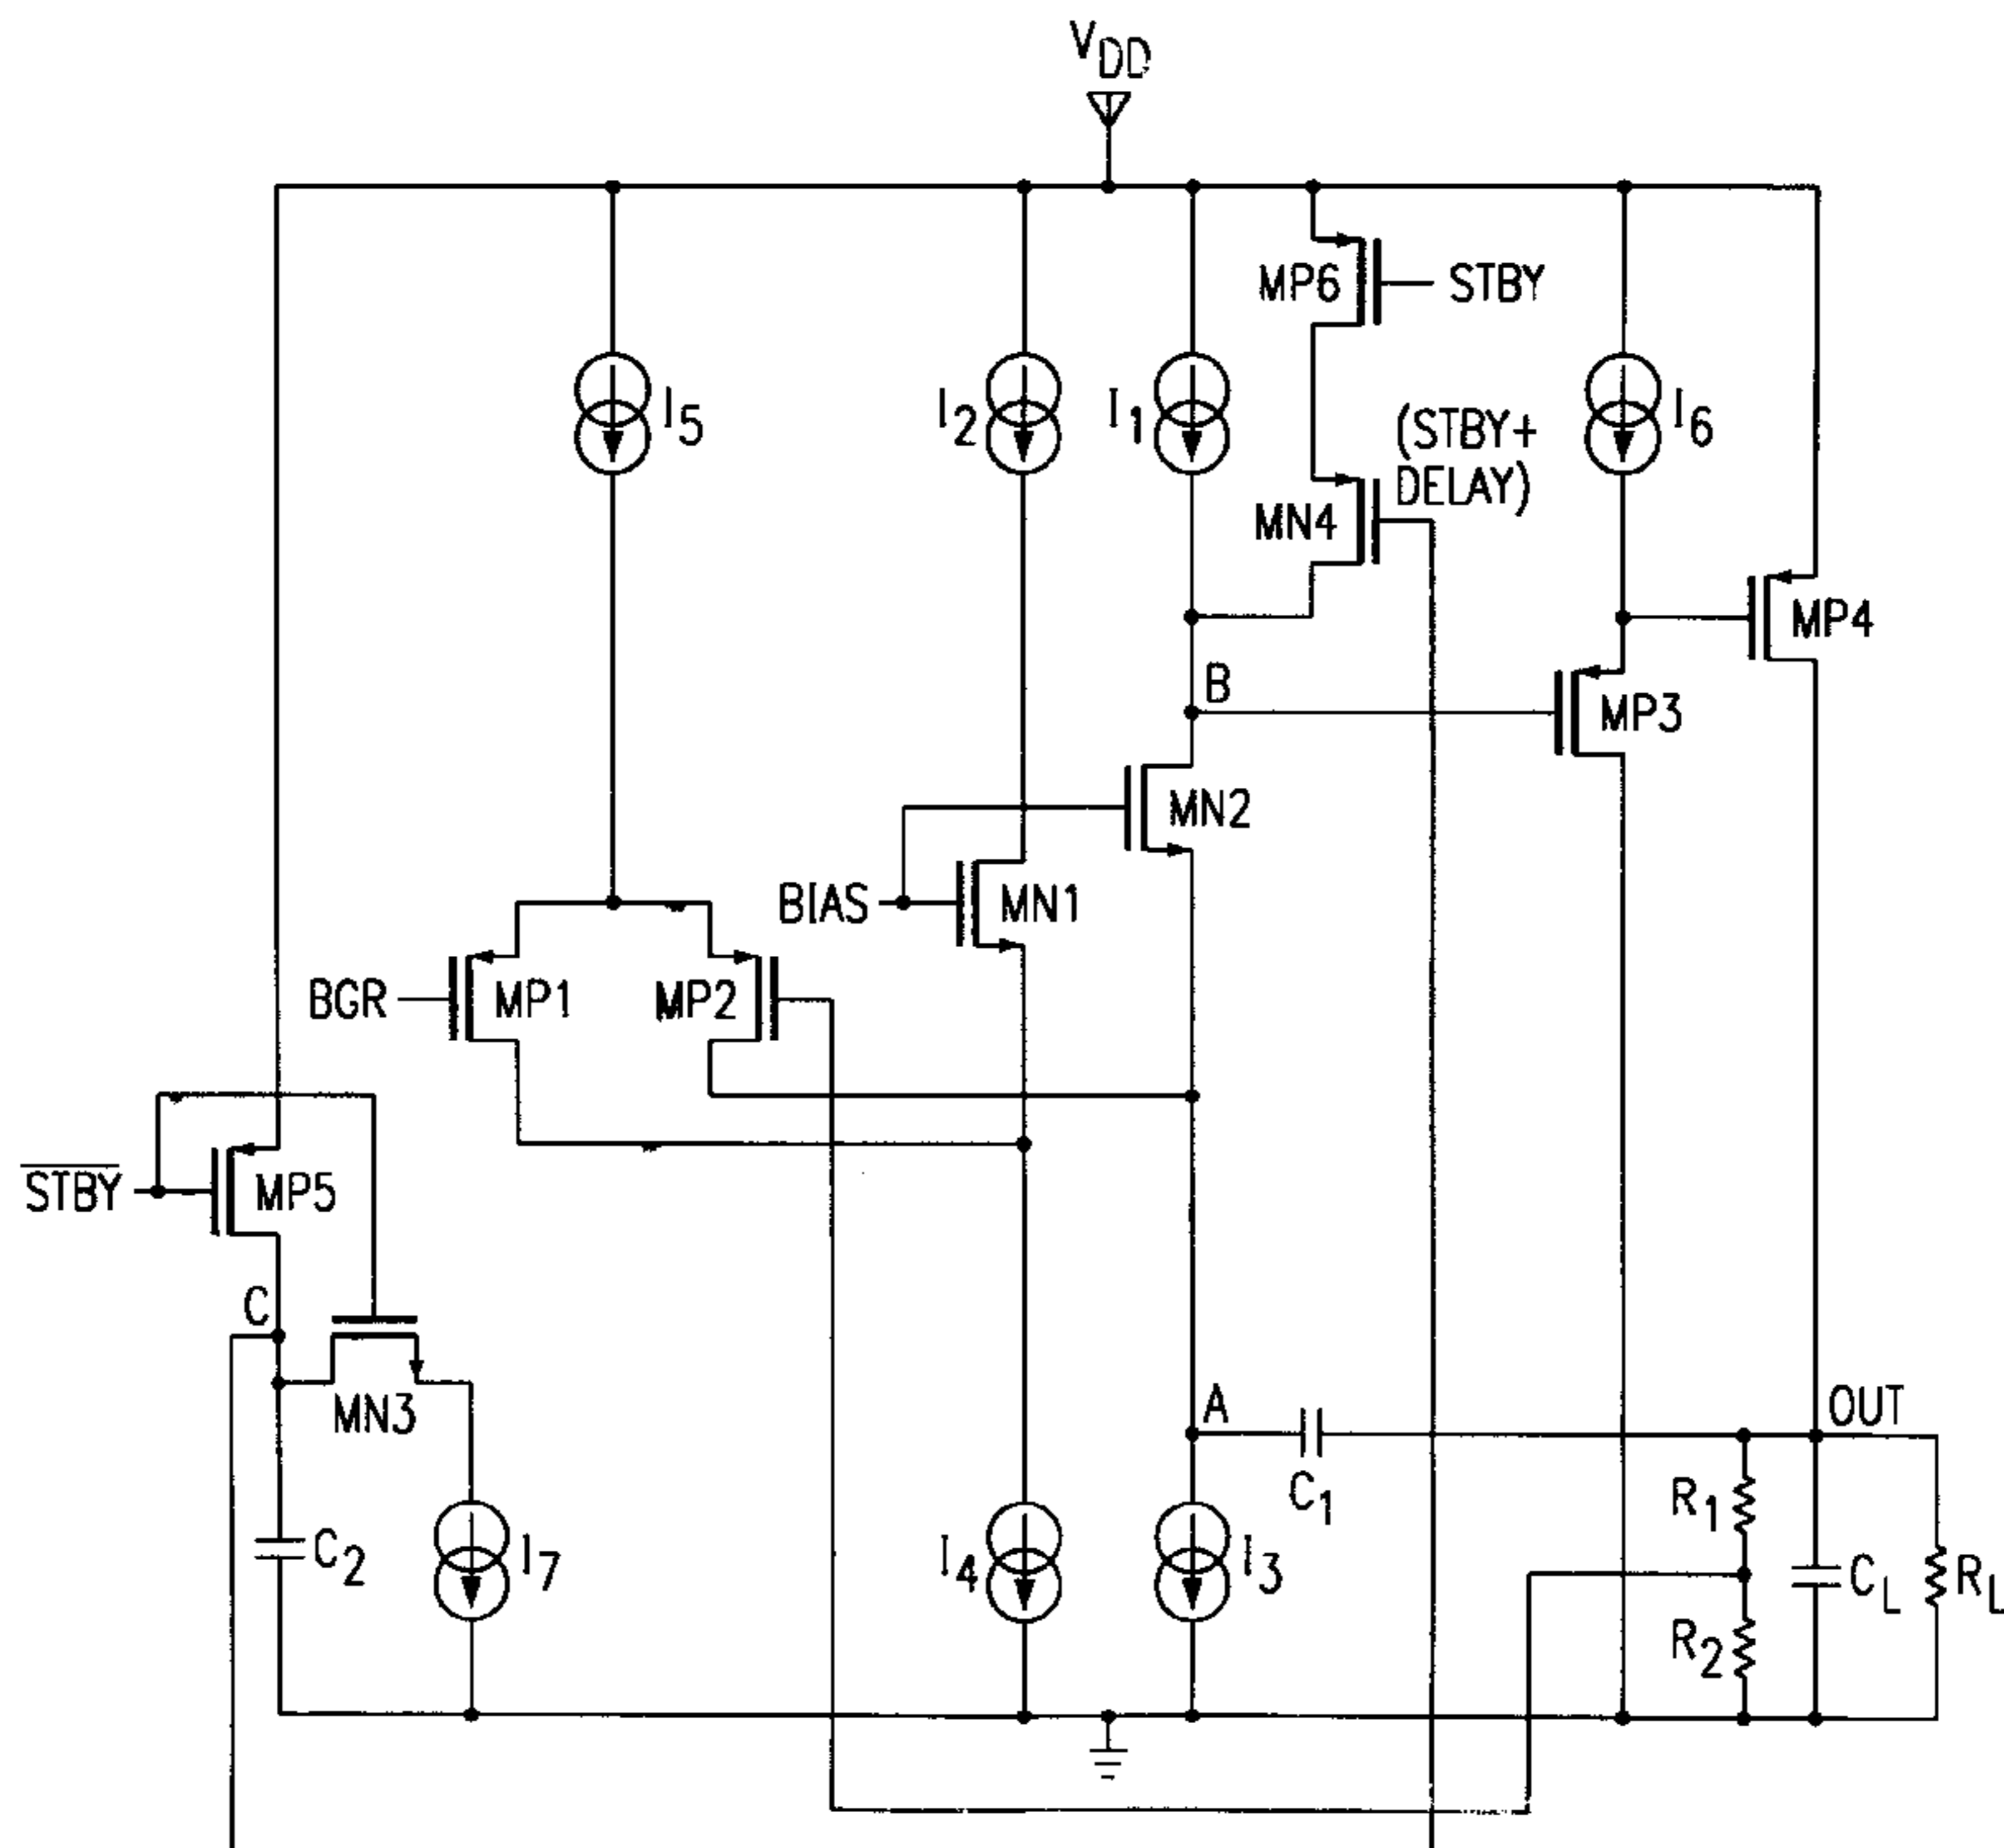 VDD
MP6
STBY
I5
I2
I1
(STBY+
DELAY)
I6
MN4
MP4
B
MP3
MN2
BIAS
MN1
BGR
MP1
MP2
S̅T̅B̅Y̅
MP5
C
MN3
A
OUT
C1
R1
C2
I7
I4
I3
CL
RL
R2